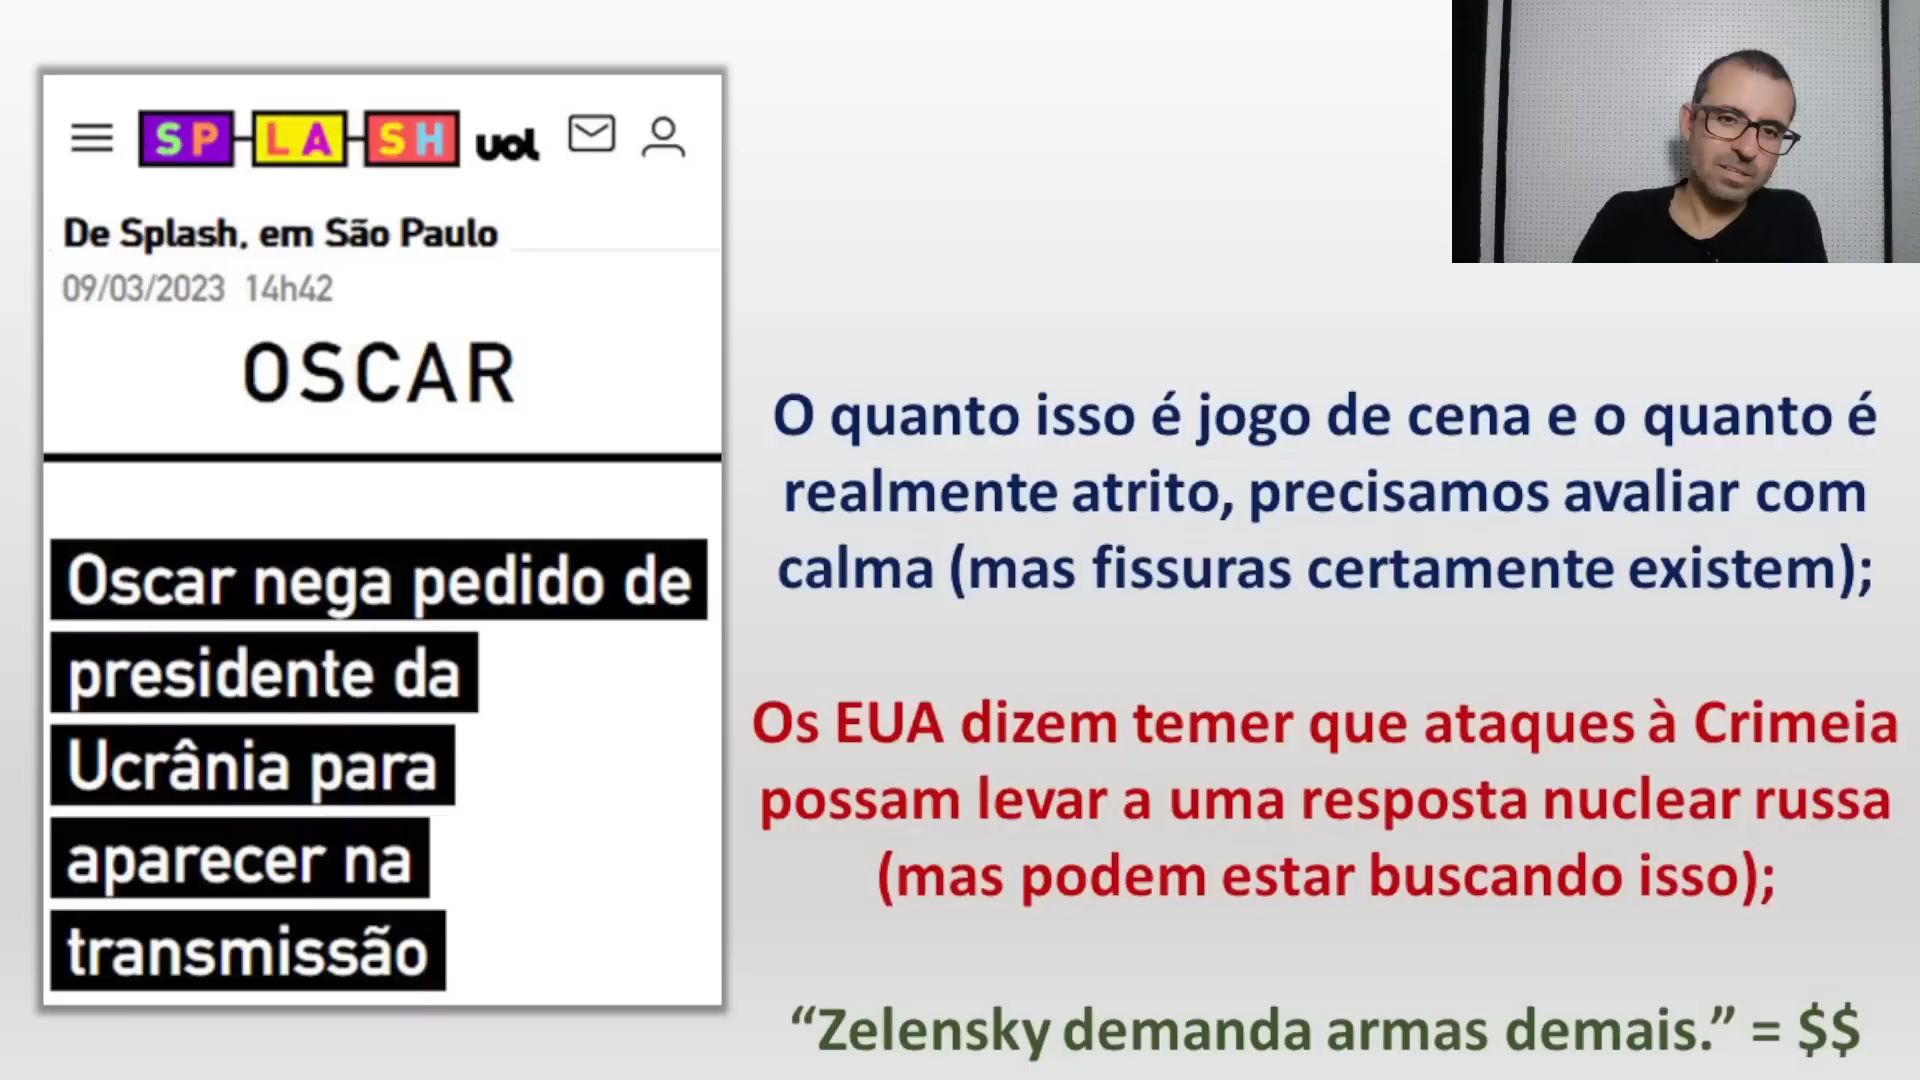 SPLASH uol
De Splash, em São Paulo
09/03/2023 14h42
OSCAR
Oscar nega pedido de
presidente da
Ucrânia para
aparecer na
transmissão
O quanto isso é jogo de cena e o quanto é
realmente atrito, precisamos avaliar com
calma (mas fissuras certamente existem);
Os EUA dizem temer que ataques à Crimeia
possam levar a uma resposta nuclear russa
(mas podem estar buscando isso);
“Zelensky demanda armas demais.” = $$